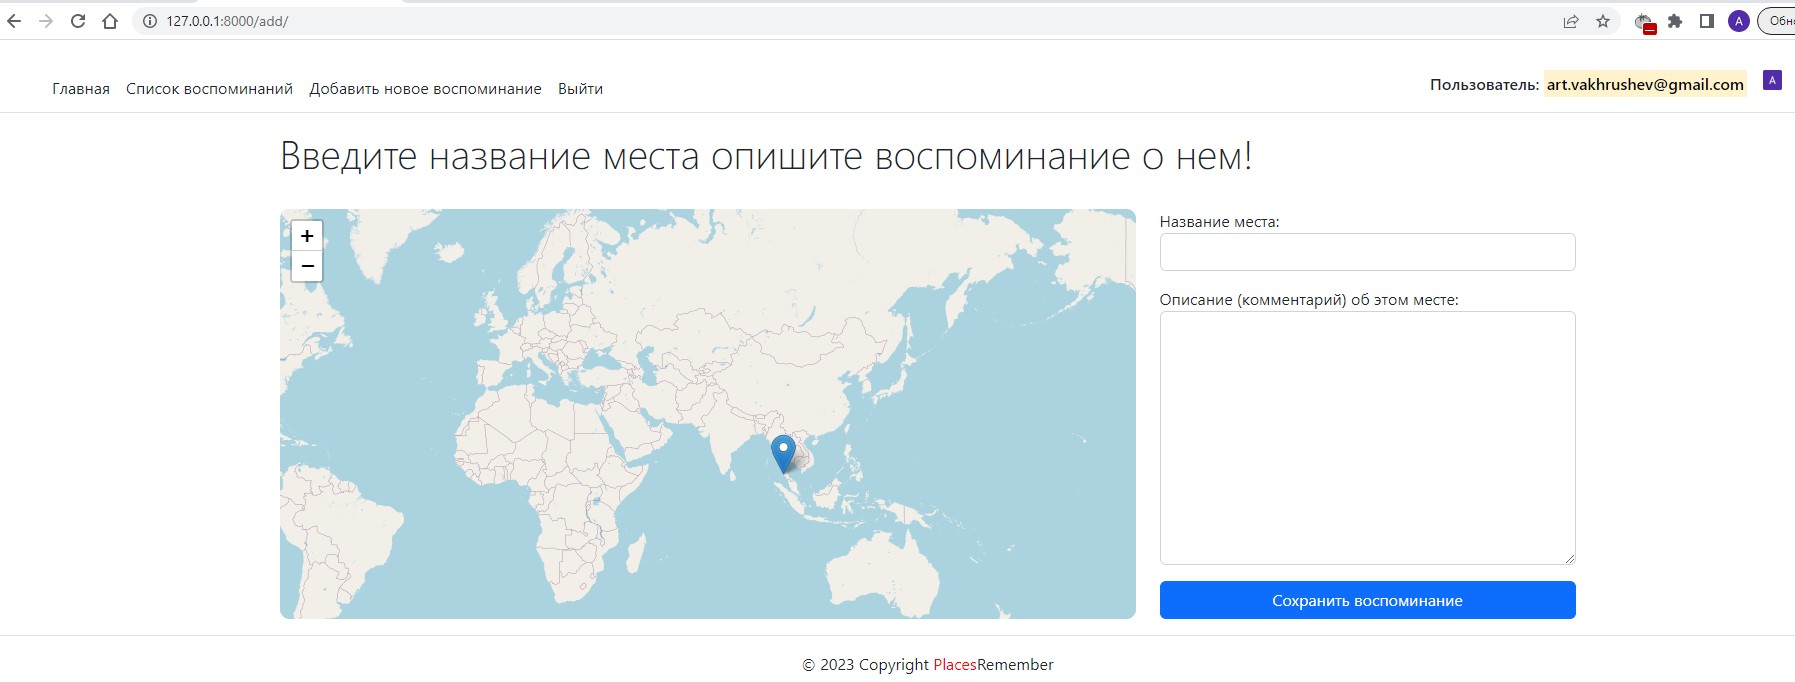 127.0.0.1:8000/add/
A
Обн
Главная Список воспоминаний Добавить новое воспоминание Выйти
Пользователь: art.vakhrushev@gmail.com
A
Введите название места опишите воспоминание о нем!
+
−
Название места:
Описание (комментарий) об этом месте:
Сохранить воспоминание
© 2023 Copyright PlacesRemember